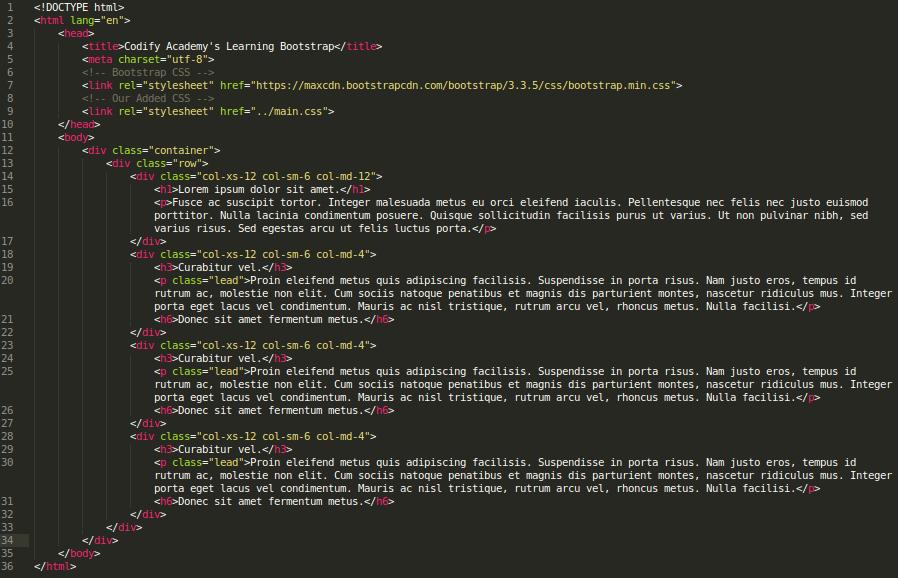 1 <!DOCTYPE html>
2 <html lang="en">
3 <head>
4 <title>Codify Academy's Learning Bootstrap</title>
5 <meta charset="utf-8">
6 <!-- Bootstrap CSS -->
7 <link rel="stylesheet" href="https://maxcdn.bootstrapcdn.com/bootstrap/3.3.5/css/bootstrap.min.css">
8 <!-- Our Added CSS -->
9 <link rel="stylesheet" href="../main.css">
10 </head>
11 <body>
12 <div class="container">
13 <div class="row">
14 <div class="col-xs-12 col-sm-6 col-md-12">
15 <h1>Lorem ipsum dolor sit amet.</h1>
16 <p>Fusce ac suscipit tortor. Integer malesuada metus eu orci eleifend iaculis. Pellentesque nec felis nec justo euismod
porttitor. Nulla lacinia condimentum posuere. Quisque sollicitudin facilisis purus ut varius. Ut non pulvinar nibh, sed
varius risus. Sed egestas arcu ut felis luctus porta.</p>
17 </div>
18 <div class="col-xs-12 col-sm-6 col-md-4">
19 <h3>Curabitur vel.</h3>
20 <p class="lead">Proin eleifend metus quis adipiscing facilisis. Suspendisse in porta risus. Nam justo eros, tempus id
rutrum ac, molestie non elit. Cum sociis natoque penatibus et magnis dis parturient montes, nascetur ridiculus mus. Integer
porta eget lacus vel condimentum. Mauris ac nisl tristique, rutrum arcu vel, rhoncus metus. Nulla facilisi.</p>
21 <h6>Donec sit amet fermentum metus.</h6>
22 </div>
23 <div class="col-xs-12 col-sm-6 col-md-4">
24 <h3>Curabitur vel.</h3>
25 <p class="lead">Proin eleifend metus quis adipiscing facilisis. Suspendisse in porta risus. Nam justo eros, tempus id
rutrum ac, molestie non elit. Cum sociis natoque penatibus et magnis dis parturient montes, nascetur ridiculus mus. Integer
porta eget lacus vel condimentum. Mauris ac nisl tristique, rutrum arcu vel, rhoncus metus. Nulla facilisi.</p>
26 <h6>Donec sit amet fermentum metus.</h6>
27 </div>
28 <div class="col-xs-12 col-sm-6 col-md-4">
29 <h3>Curabitur vel.</h3>
30 <p class="lead">Proin eleifend metus quis adipiscing facilisis. Suspendisse in porta risus. Nam justo eros, tempus id
rutrum ac, molestie non elit. Cum sociis natoque penatibus et magnis dis parturient montes, nascetur ridiculus mus. Integer
porta eget lacus vel condimentum. Mauris ac nisl tristique, rutrum arcu vel, rhoncus metus. Nulla facilisi.</p>
31 <h6>Donec sit amet fermentum metus.</h6>
32 </div>
33 </div>
34 </div>
35 </body>
36 </html>